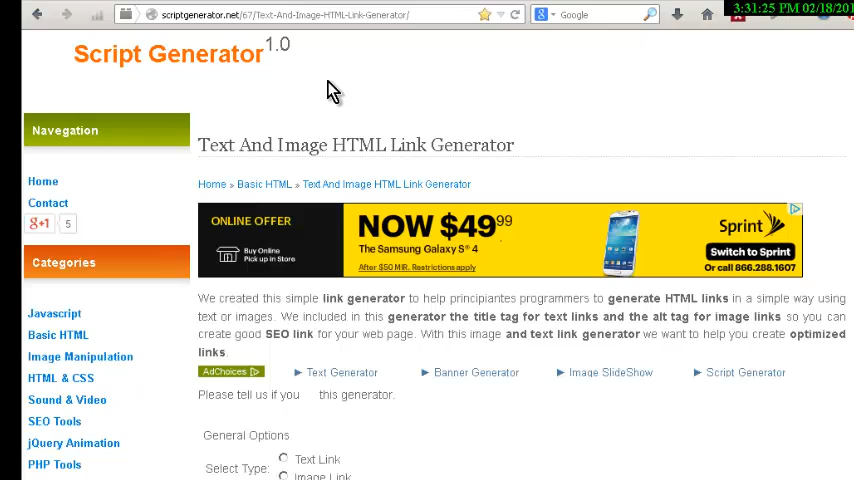 3:31:25 PM 02/18/201
scriptgenerator.net/67/Text-And-Image-HTML-Link-Generator/
Google
Script Generator 1.0
Navegation
Home
Contact
g+1 5
Categories
Javascript
Basic HTML
Image Manipulation
HTML & CSS
Sound & Video
SEO Tools
jQuery Animation
PHP Tools
Text And Image HTML Link Generator
Home » Basic HTML » Text And Image HTML Link Generator
ONLINE OFFER
Buy Online
Pick up in Store
NOW $49.99
The Samsung Galaxy S® 4
After $50 MIR. Restrictions apply
Sprint
Switch to Sprint
Or call 866.288.1607
We created this simple link generator to help principiantes programmers to generate HTML links in a simple way using
text or images. We included in this generator the title tag for text links and the alt tag for image links so you can
create good SEO link for your web page. With this image and text link generator we want to help you create optimized
links.
AdChoices Text Generator Banner Generator Image SlideShow Script Generator
Please tell us if you this generator.
General Options
Select Type: Text Link
Image Link